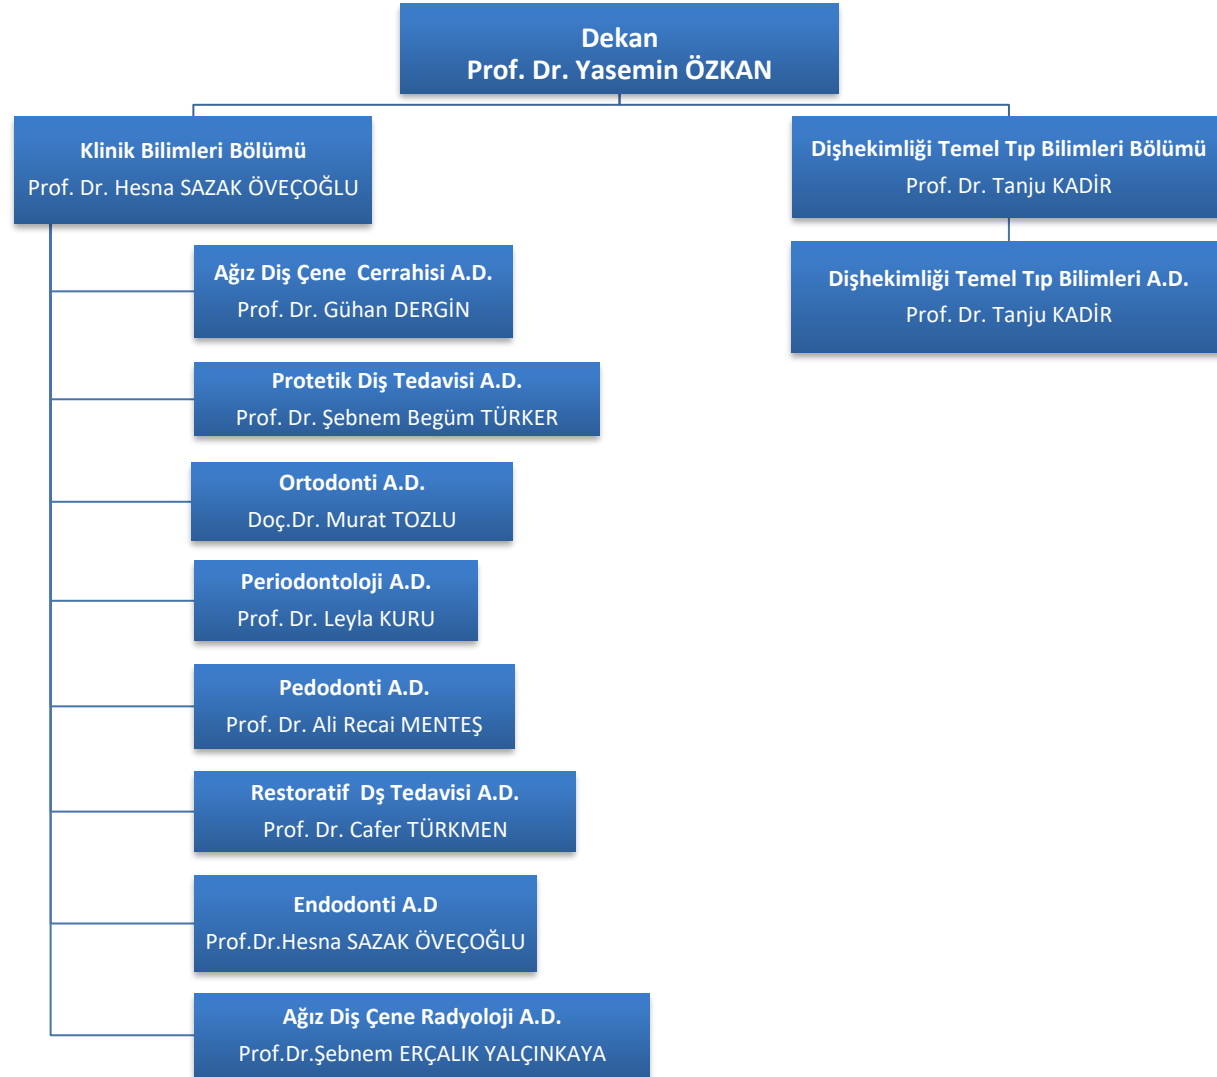 Dekan
Prof. Dr. Yasemin ÖZKAN
Klinik Bilimleri Bölümü
Prof. Dr. Hesna SAZAK ÖVEÇOĞLU
Dişhekimliği Temel Tıp Bilimleri Bölümü
Prof. Dr. Tanju KADİR
Ağız Diş Çene  Cerrahisi A.D.
Prof. Dr. Gühan DERGİN
Dişhekimliği Temel Tıp Bilimleri A.D.
Prof. Dr. Tanju KADİR
Protetik Diş Tedavisi A.D.
Prof. Dr. Şebnem Begüm TÜRKER
Ortodonti A.D.
Doç.Dr. Murat TOZLU
Periodontoloji A.D.
Prof. Dr. Leyla KURU
Pedodonti A.D.
Prof. Dr. Ali Recai MENTEŞ
Restoratif  Dş Tedavisi A.D.
Prof. Dr. Cafer TÜRKMEN
Endodonti A.D
Prof.Dr.Hesna SAZAK ÖVEÇOĞLU
Ağız Diş Çene Radyoloji A.D.
Prof.Dr.Şebnem ERÇALIK YALÇINKAYA